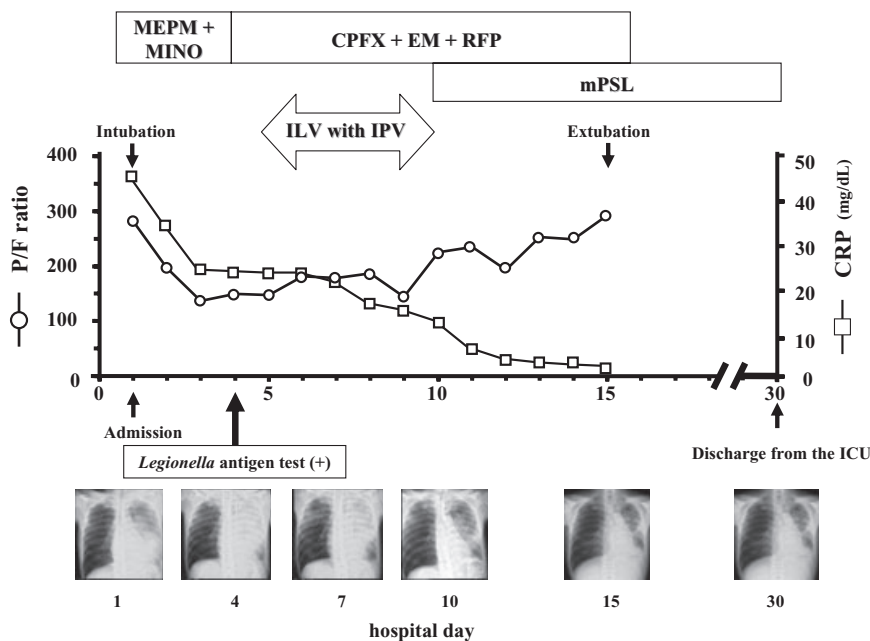 MEPM +
MINO
CPFX + EM + RFP
mPSL
ILV with IPV
Intubation
Extubation
400
300
200
100
0
P/F ratio
50
40
30
20
10
0
CRP (mg/dL)
0
5
10
15
30
Admission
Legionella antigen test (+)
Discharge from the ICU
1
4
7
10
15
30
hospital day